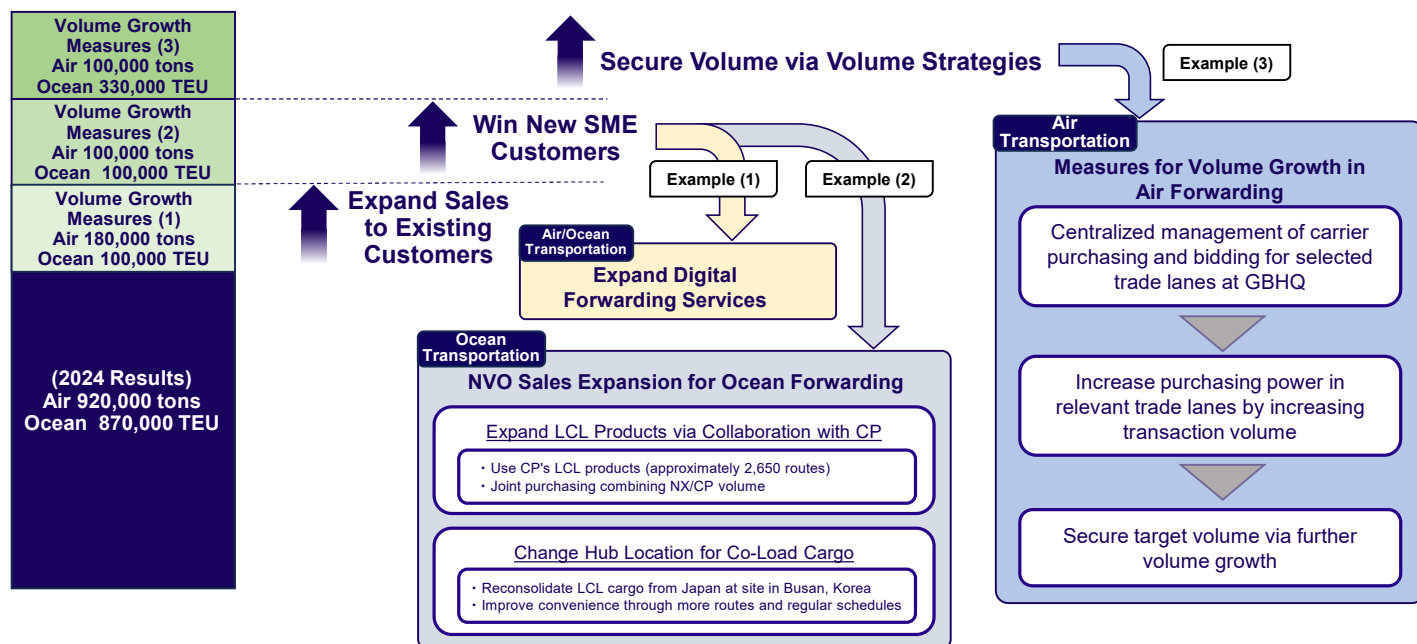 Volume Growth
Measures (3)
Air 100,000 tons
Ocean 330,000 TEU
Volume Growth
Measures (2)
Air 100,000 tons
Ocean 100,000 TEU
Volume Growth
Measures (1)
Air 180,000 tons
Ocean 100,000 TEU
(2024 Results)
Air 920,000 tons
Ocean 870,000 TEU
Secure Volume via Volume Strategies
Win New SME
Customers
Expand Sales
to Existing
Customers
Example (1)
Example (2)
Example (3)
Air/Ocean
Transportation
Expand Digital
Forwarding Services
Ocean
Transportation
NVO Sales Expansion for Ocean Forwarding
Expand LCL Products via Collaboration with CP
・Use CP's LCL products (approximately 2,650 routes)
・Joint purchasing combining NX/CP volume
Change Hub Location for Co-Load Cargo
・Reconsolidate LCL cargo from Japan at site in Busan, Korea
・Improve convenience through more routes and regular schedules
Air
Transportation
Measures for Volume Growth in
Air Forwarding
Centralized management of carrier
purchasing and bidding for selected
trade lanes at GBHQ
Increase purchasing power in
relevant trade lanes by increasing
transaction volume
Secure target volume via further
volume growth